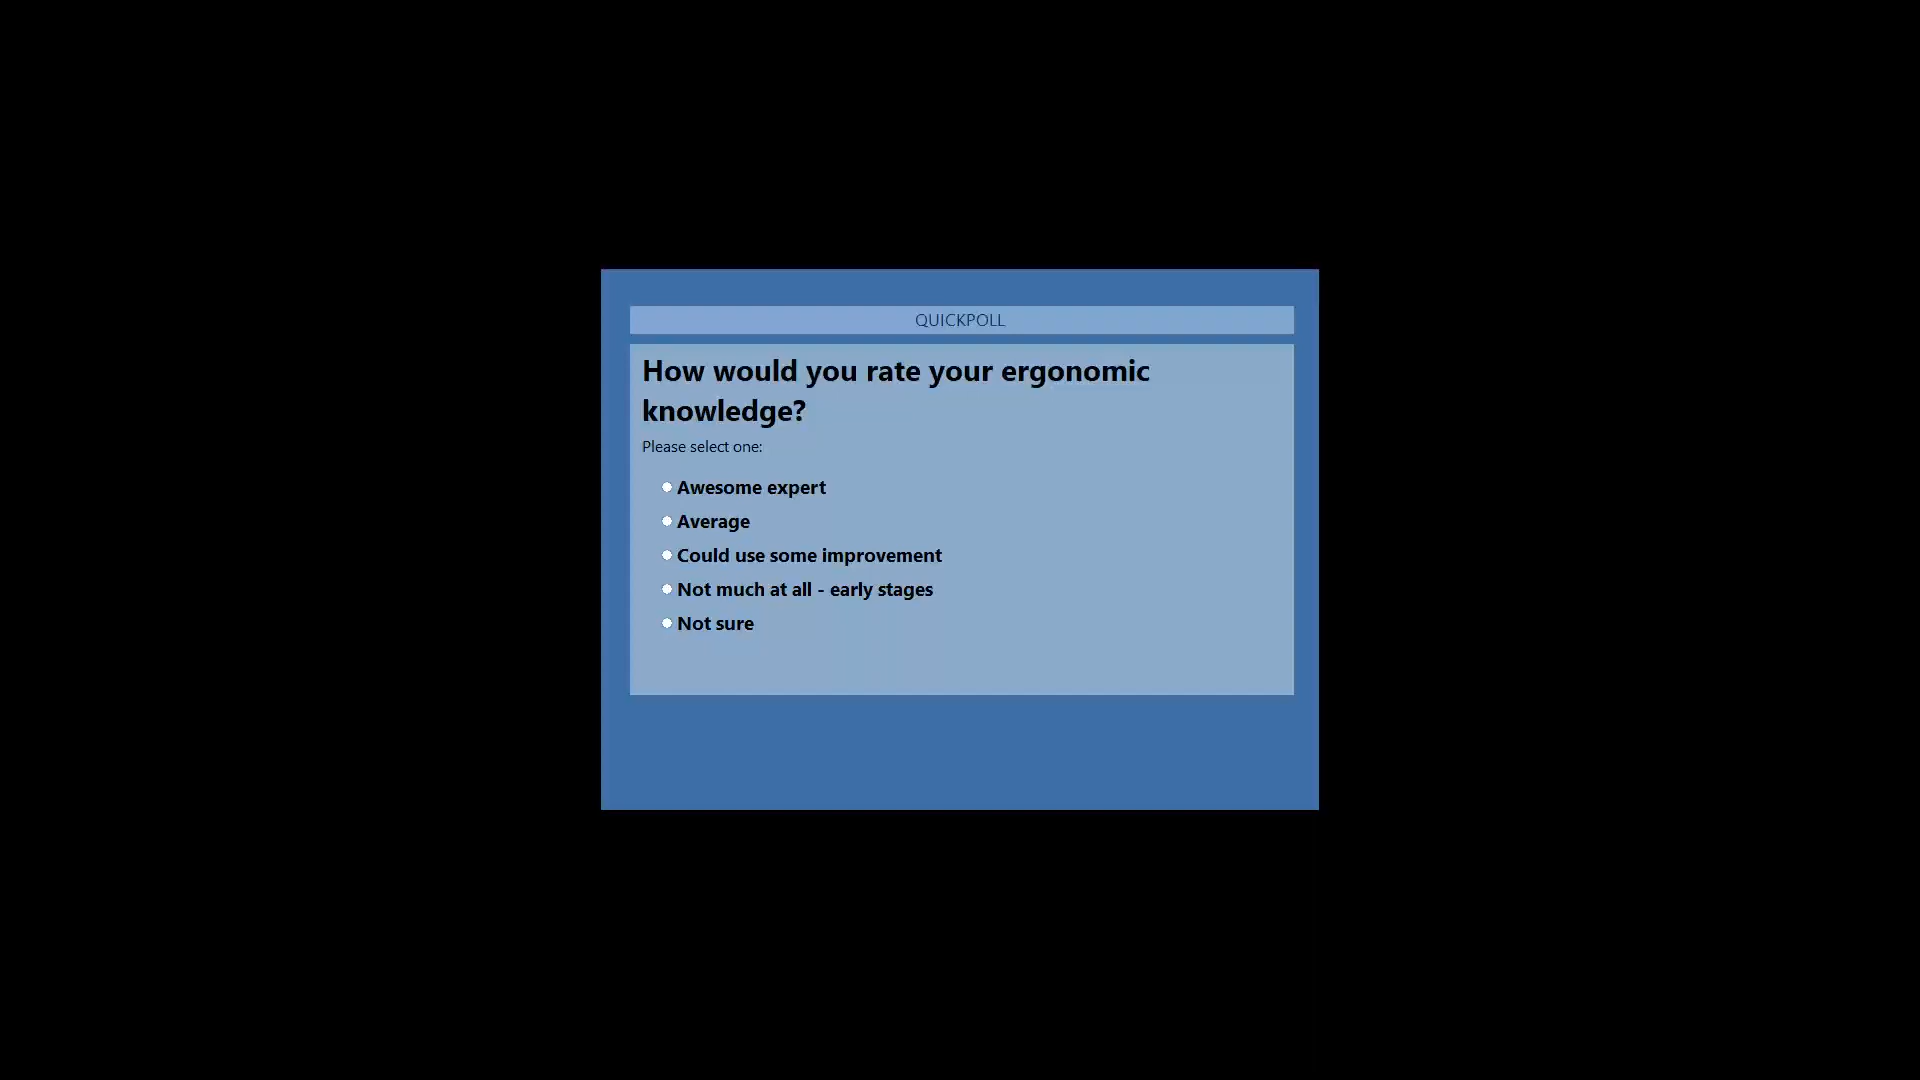 QUICKPOLL
How would you rate your ergonomic
knowledge?
Please select one:
Awesome expert
Average
Could use some improvement
Not much at all - early stages
Not sure